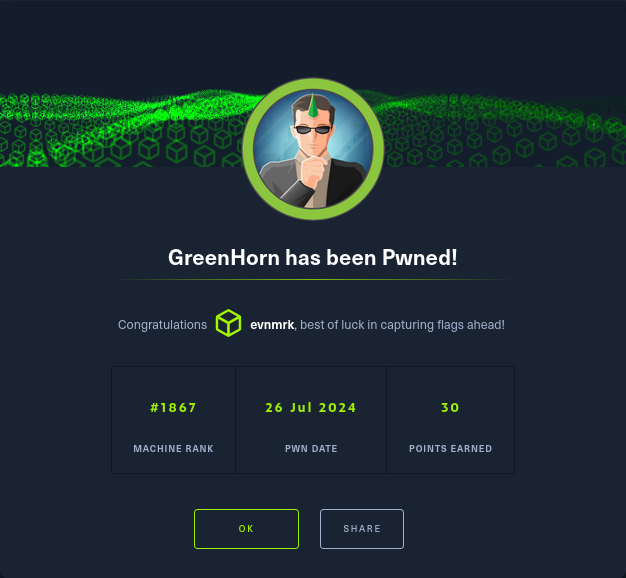 GreenHorn has been Pwned!
Congratulations evnmrk, best of luck in capturing flags ahead!
#1867 26 Jul 2024 30
MACHINE RANK PWN DATE POINTS EARNED
OK SHARE